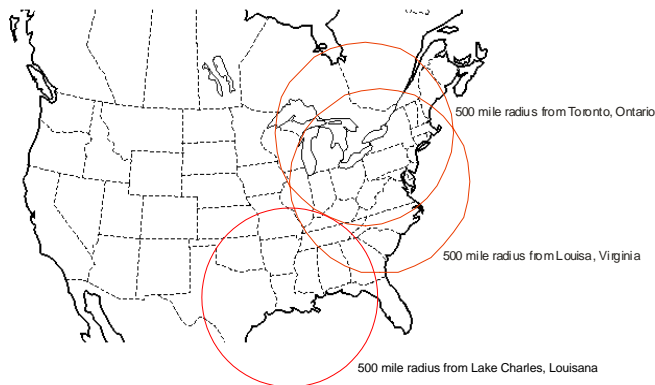 500 mile radius from Toronto, Ontario
500 mile radius from Louisa, Virginia
500 mile radius from Lake Charles, Louisana